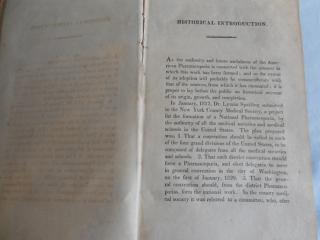 HISTORICAL INTRODUCTION.
As the authority and future usefulness of the Ame-
rican Pharmacopœia is connected with the manner in
which this work has been formed; and as the extent
of its adoption will probably be commensurate with
that of the sources, from which it has emanated; it is
proper to lay before the public an historical account
of its origin, growth, and completion.
In January, 1817, Dr. Lyman Spalding submitted
to the New York County Medical Society, a project
for the formation of a National Pharmacopœia, by
the authority of all the medical societies and medical
schools in the United States. The plan proposed
was: 1. That a convention should be called in each
of the four grand divisions of the United States, to be
composed of delegates from all the medical societies
and schools. 2. That each district convention should
form a Pharmacopœia, and elect delegates to meet
in general convention in the city of Washington,
on the first of January, 1820. 3. That the ge-
neral convention should, from the district Pharmaco-
pœias, form the national work. In the county medi-
cal society it was referred to a committee, who, after